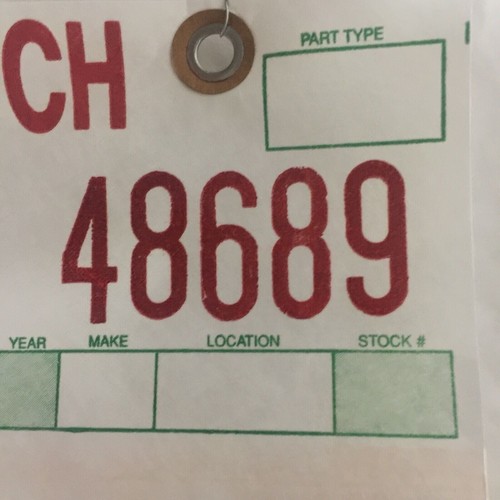 CH
PART TYPE
48689
YEAR MAKE LOCATION STOCK #